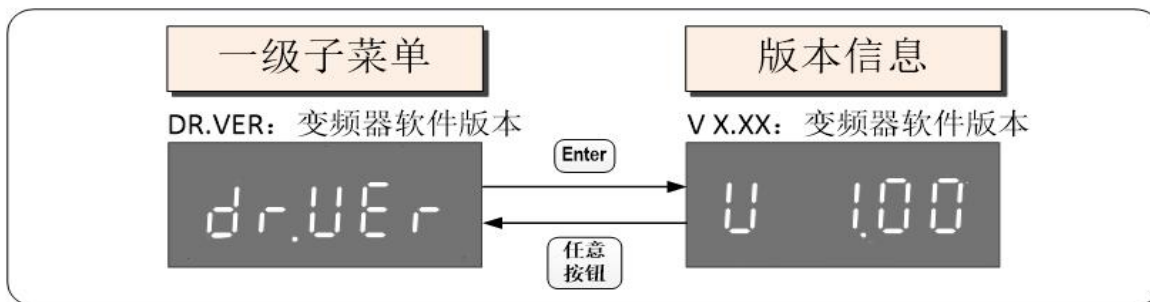 一级子菜单
版本信息
DR.VER：变频器软件版本
V X.XX：变频器软件版本
dr.UEr
Enter
U 1.00
任意
按钮